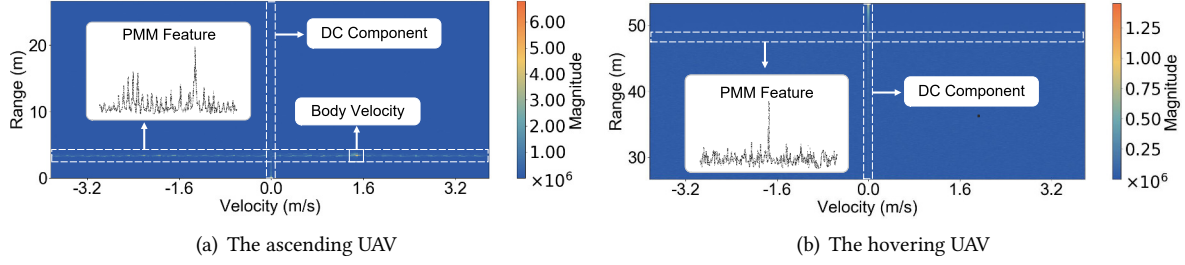 PMM Feature
DC Component
Body Velocity
Range (m)
20
10
0
-3.2
-1.6
0.0
1.6
3.2
Velocity (m/s)
6.00
5.00
4.00
3.00
2.00
1.00
×10⁶
Magnitude
(a) The ascending UAV
PMM Feature
DC Component
Range (m)
50
40
30
-3.2
-1.6
0.0
1.6
3.2
Velocity (m/s)
1.25
1.00
0.75
0.50
0.25
×10⁶
Magnitude
(b) The hovering UAV